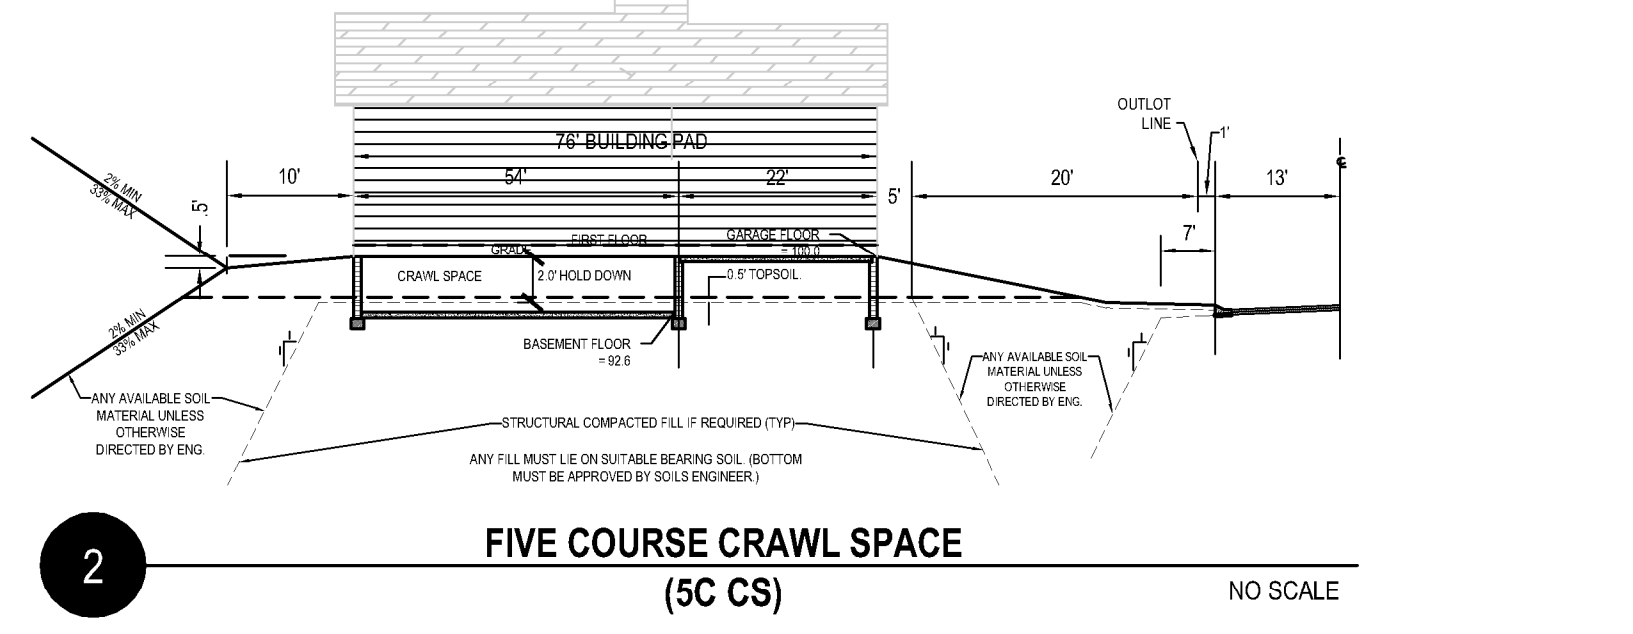 OUTLOT
LINE
1'
℄
76' BUILDING PAD
10'
54'
22'
5'
20'
13'
7'
2% MIN
33% MAX
.5'
FIRST FLOOR
GRADE
GARAGE FLOOR
= 100.0
CRAWL SPACE
2.0' HOLD DOWN
0.5' TOPSOIL.
2% MIN
33% MAX
BASEMENT FLOOR
= 92.6
1
1
1
ANY AVAILABLE SOIL
MATERIAL UNLESS
OTHERWISE
DIRECTED BY ENG.
ANY AVAILABLE SOIL
MATERIAL UNLESS
OTHERWISE
DIRECTED BY ENG.
STRUCTURAL COMPACTED FILL IF REQUIRED (TYP)
ANY FILL MUST LIE ON SUITABLE BEARING SOIL. (BOTTOM
MUST BE APPROVED BY SOILS ENGINEER.)
2
FIVE COURSE CRAWL SPACE
(5C CS)
NO SCALE